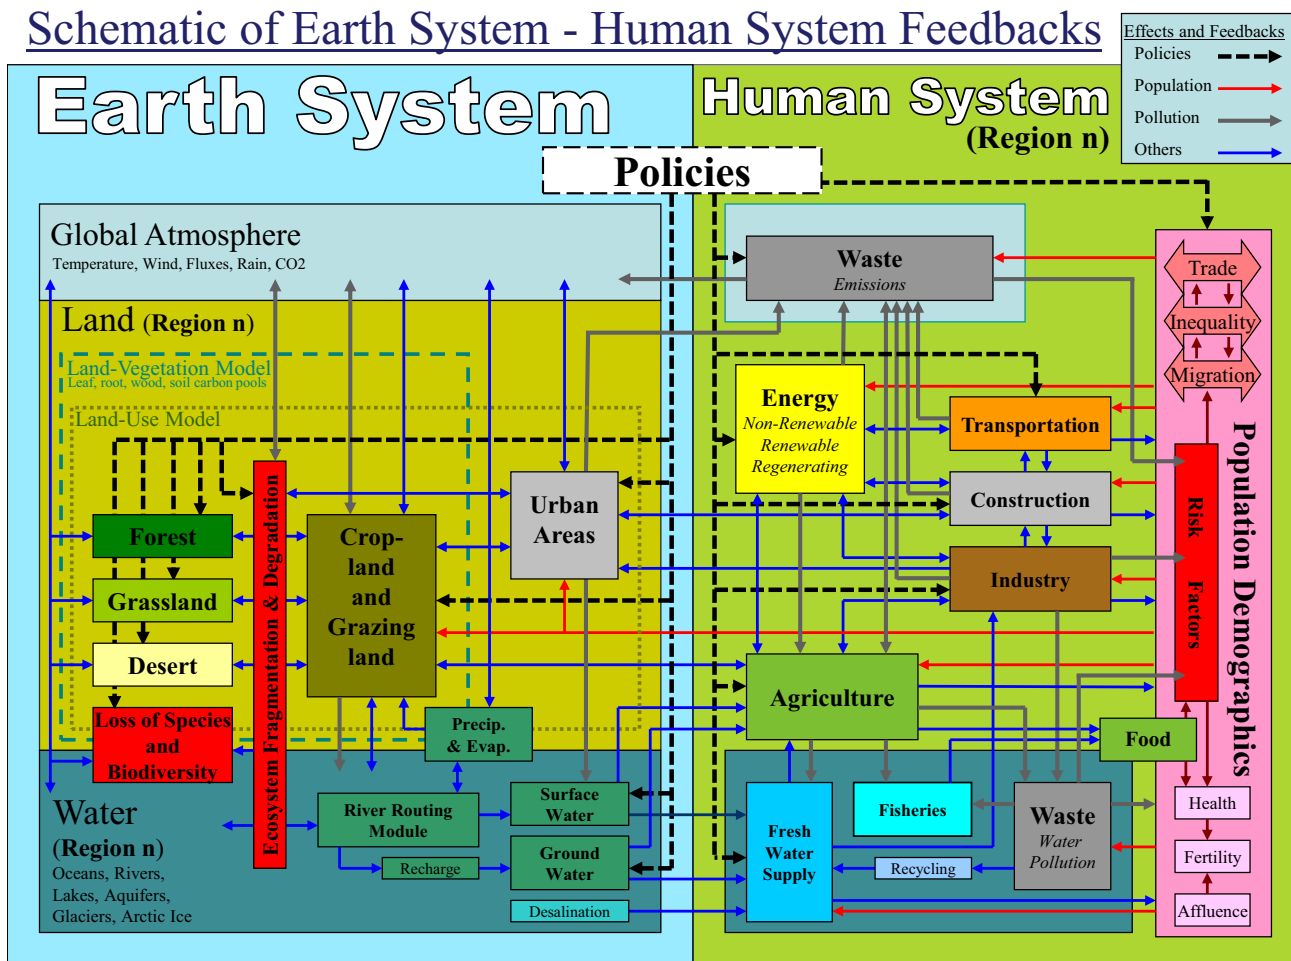 Schematic of Earth System - Human System Feedbacks
Effects and Feedbacks
Policies
Population
Pollution
Others
Earth System
Human System
(Region n)
Policies
Global Atmosphere
Temperature, Wind, Fluxes, Rain, CO2
Land (Region n)
Land-Vegetation Model
Leaf, root, wood, soil carbon pools
Land-Use Model
Forest
Grassland
Desert
Loss of Species
and
Biodiversity
Ecosystem Fragmentation & Degradation
Crop-
land
and
Grazing
land
Urban
Areas
Precip.
& Evap.
Water
(Region n)
Oceans, Rivers,
Lakes, Aquifers,
Glaciers, Arctic Ice
River Routing
Module
Recharge
Surface
Water
Ground
Water
Desalination
Waste
Emissions
Energy
Non-Renewable
Renewable
Regenerating
Transportation
Construction
Industry
Agriculture
Fresh
Water
Supply
Fisheries
Recycling
Waste
Water
Pollution
Food
Trade
Inequality
Migration
Risk Factors
Population Demographics
Health
Fertility
Affluence